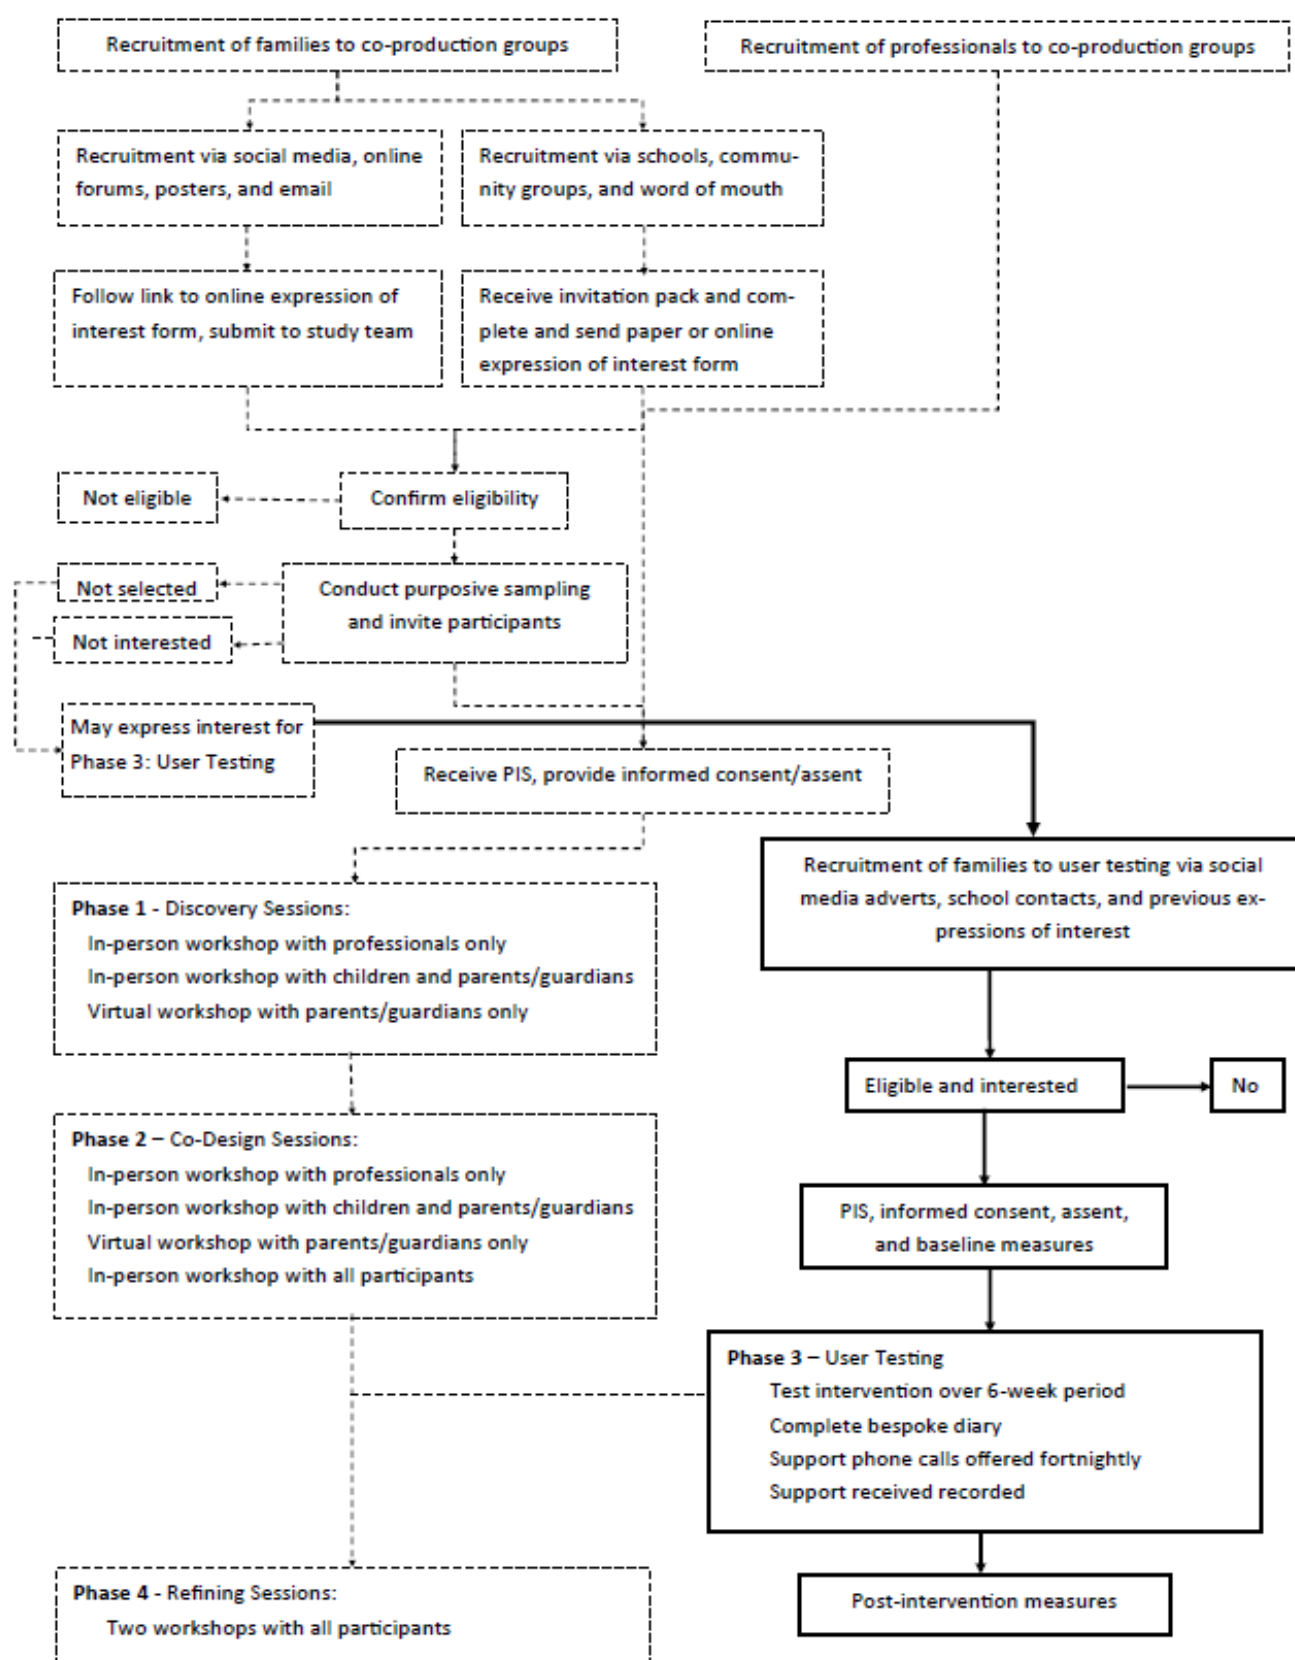 Recruitment of families to co-production groups
Recruitment of professionals to co-production groups
Recruitment via social media, online
forums, posters, and email
Recruitment via schools, commu-
nity groups, and word of mouth
Follow link to online expression of
interest form, submit to study team
Receive invitation pack and com-
plete and send paper or online
expression of interest form
Not eligible
Confirm eligibility
Not selected
Conduct purposive sampling
and invite participants
Not interested
May express interest for
Phase 3: User Testing
Receive PIS, provide informed consent/assent
Recruitment of families to user testing via social
media adverts, school contacts, and previous ex-
pressions of interest
Phase 1 - Discovery Sessions:
In-person workshop with professionals only
In-person workshop with children and parents/guardians
Virtual workshop with parents/guardians only
Eligible and interested
No
Phase 2 – Co-Design Sessions:
In-person workshop with professionals only
In-person workshop with children and parents/guardians
Virtual workshop with parents/guardians only
In-person workshop with all participants
PIS, informed consent, assent,
and baseline measures
Phase 3 – User Testing
Test intervention over 6-week period
Complete bespoke diary
Support phone calls offered fortnightly
Support received recorded
Phase 4 - Refining Sessions:
Two workshops with all participants
Post-intervention measures